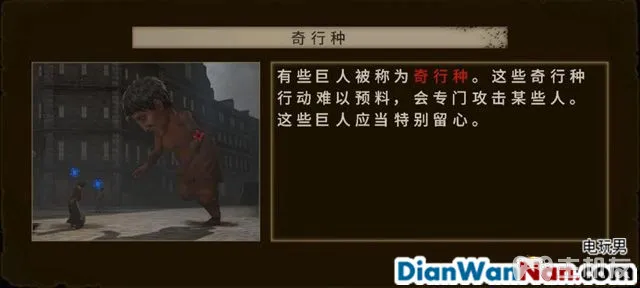 奇行种
有些巨人被称为奇行种。这些奇行种
行动难以预料，会专门攻击某些人。
这些巨人应当特别留心。
电玩男
DianWanNan.com